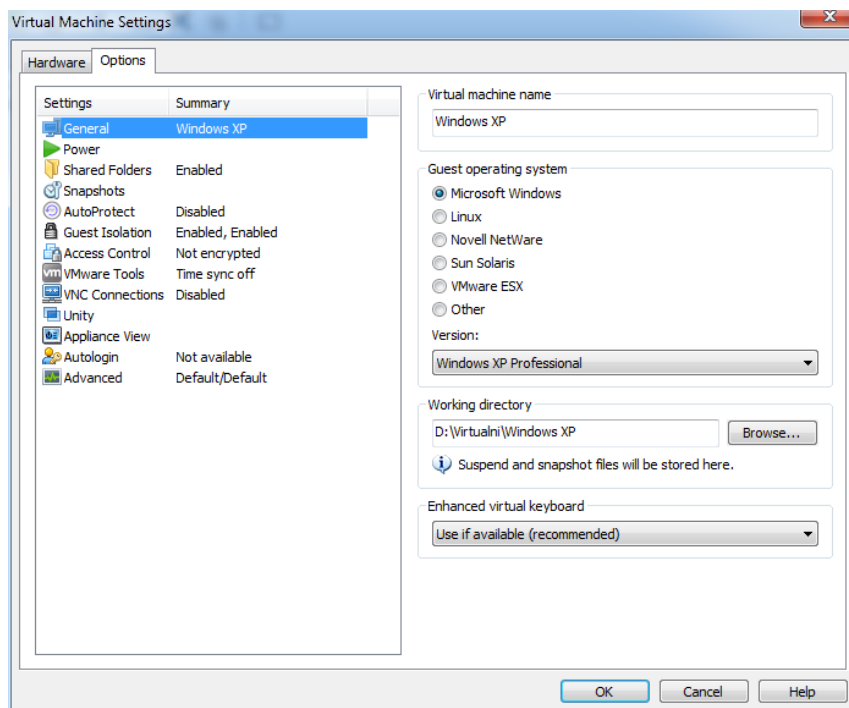 Virtual Machine Settings
Hardware
Options
Settings Summary
General Windows XP
Power
Shared Folders Enabled
Snapshots
AutoProtect Disabled
Guest Isolation Enabled, Enabled
Access Control Not encrypted
vm VMware Tools Time sync off
VNC Connections Disabled
Unity
Appliance View
Autologin Not available
Advanced Default/Default
Virtual machine name
Windows XP
Guest operating system
Microsoft Windows
Linux
Novell NetWare
Sun Solaris
VMware ESX
Other
Version:
Windows XP Professional
Working directory
D:\Virtualni\Windows XP
Browse...
Suspend and snapshot files will be stored here.
Enhanced virtual keyboard
Use if available (recommended)
OK Cancel Help